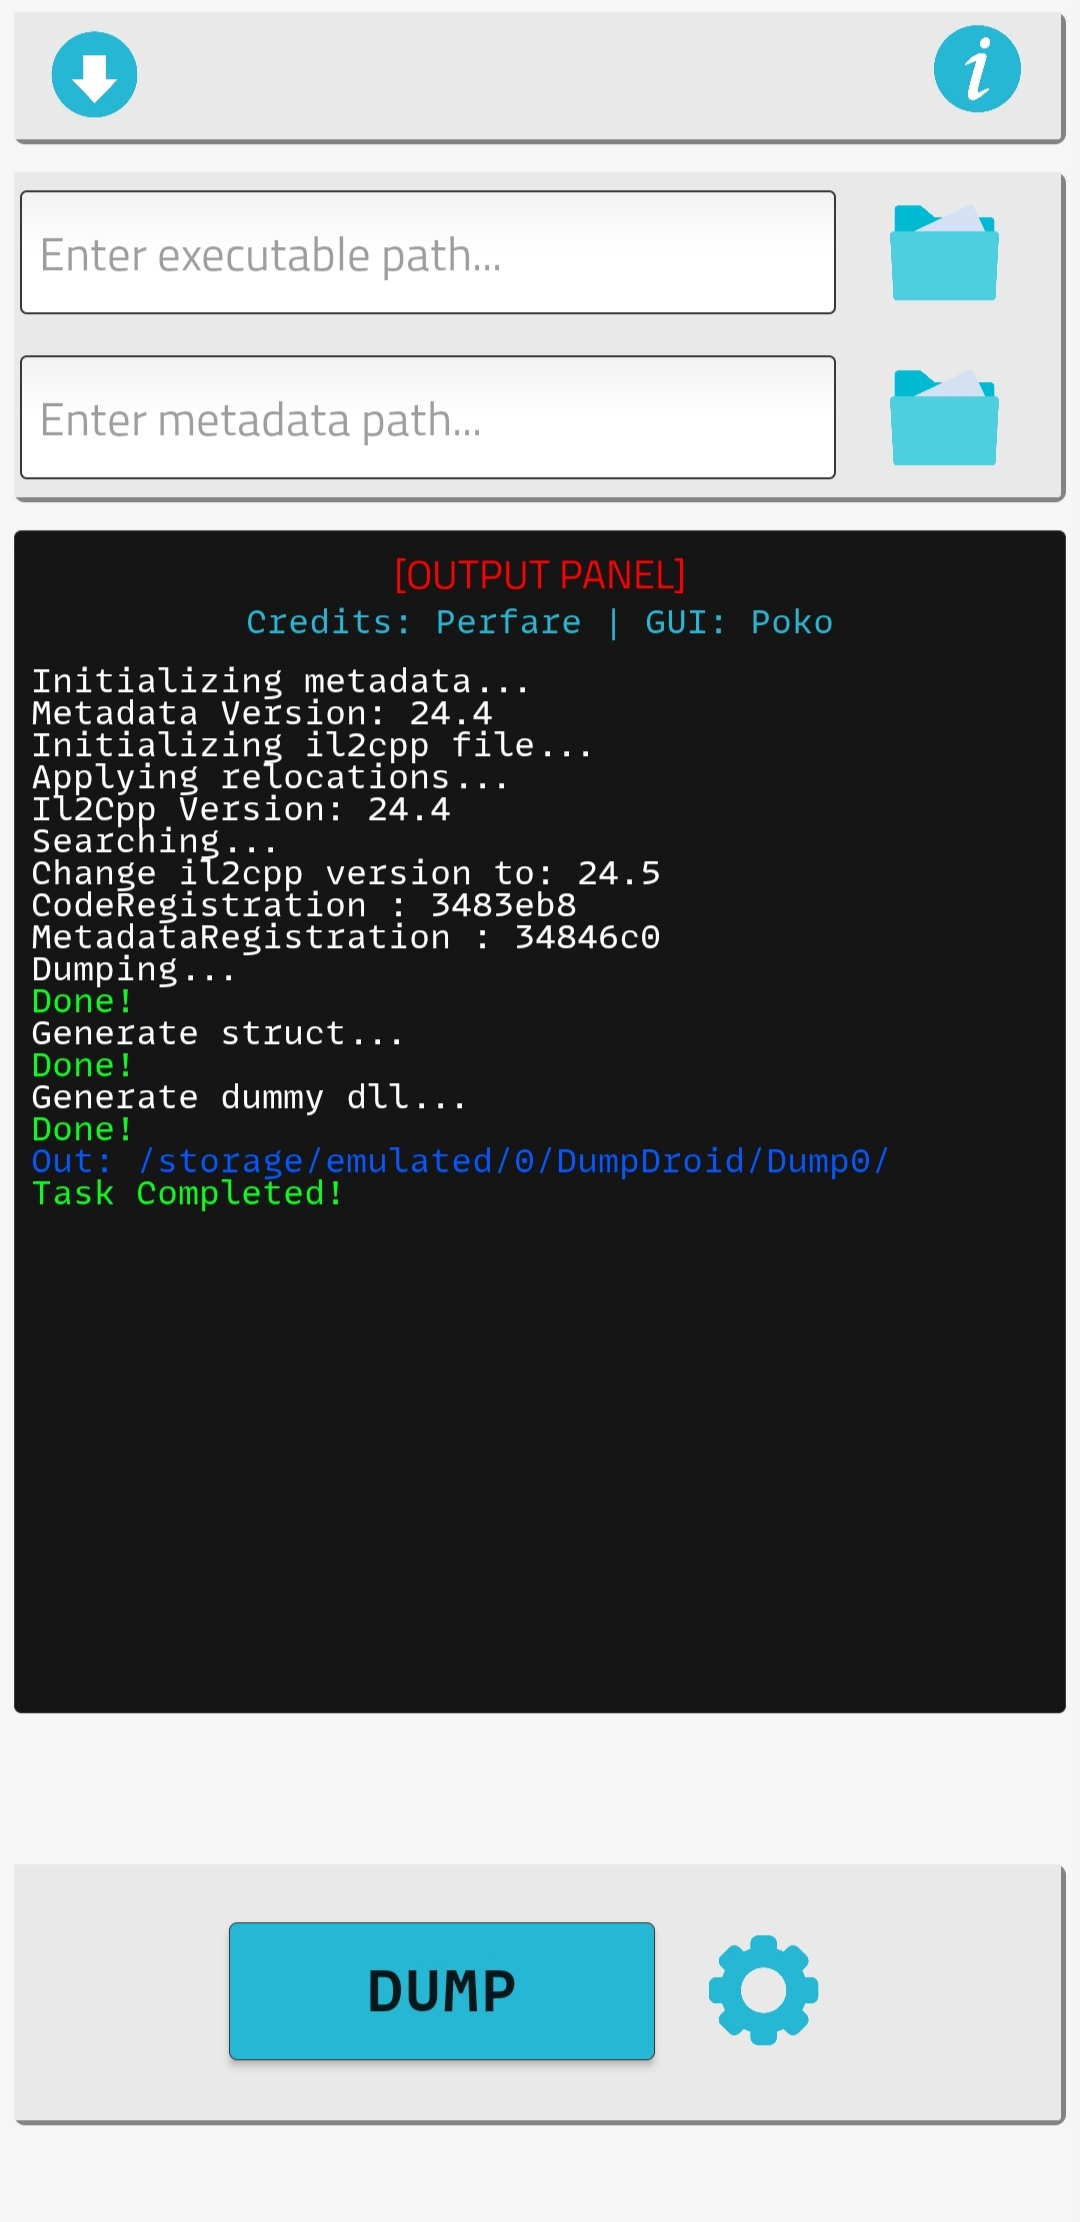 i
Enter executable path...
Enter metadata path...
[OUTPUT PANEL]
Credits: Perfare | GUI: Poko
Initializing metadata...
Metadata Version: 24.4
Initializing il2cpp file...
Applying relocations...
Il2Cpp Version: 24.4
Searching...
Change il2cpp version to: 24.5
CodeRegistration : 3483eb8
MetadataRegistration : 34846c0
Dumping...
Done!
Generate struct...
Done!
Generate dummy dll...
Done!
Out: /storage/emulated/0/DumpDroid/Dump0/
Task Completed!
DUMP